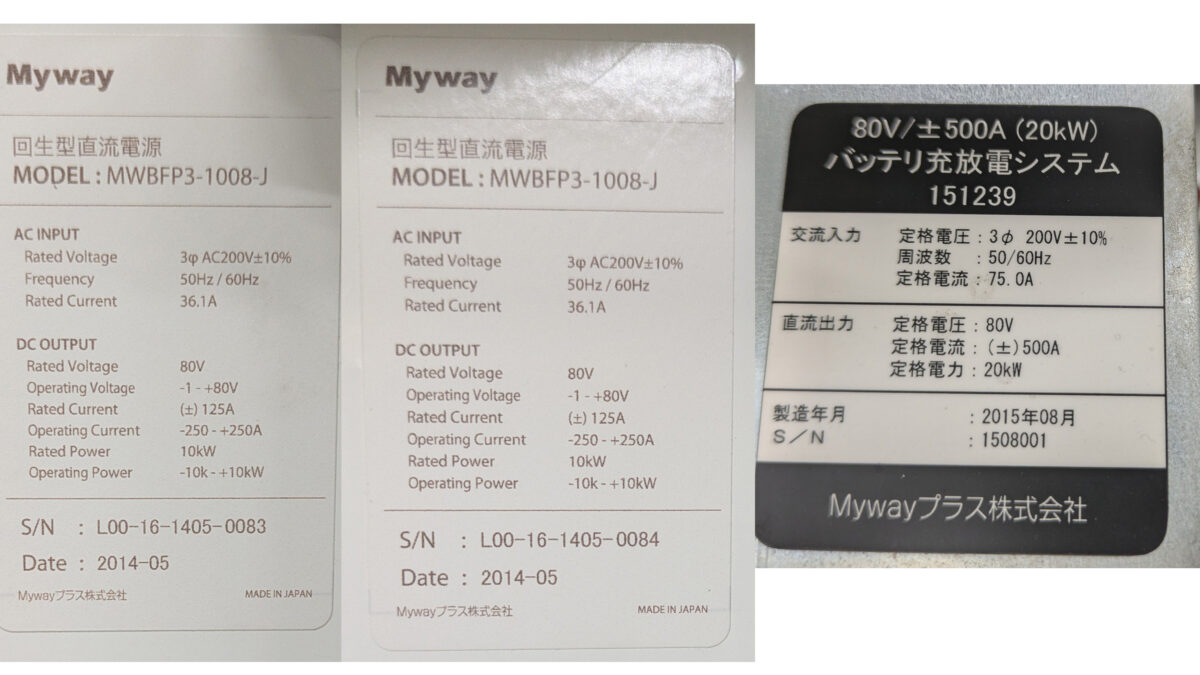 Myway
回生型直流電源
MODEL : MWBFP3-1008-J
AC INPUT
Rated Voltage 3φ AC200V±10%
Frequency 50Hz / 60Hz
Rated Current 36.1A
DC OUTPUT
Rated Voltage 80V
Operating Voltage -1 - +80V
Rated Current (±) 125A
Operating Current -250 - +250A
Rated Power 10kW
Operating Power -10k - +10kW
S/N : L00-16-1405-0083
Date : 2014-05
Mywayプラス株式会社 MADE IN JAPAN
Myway
回生型直流電源
MODEL : MWBFP3-1008-J
AC INPUT
Rated Voltage 3φ AC200V±10%
Frequency 50Hz / 60Hz
Rated Current 36.1A
DC OUTPUT
Rated Voltage 80V
Operating Voltage -1 - +80V
Rated Current (±) 125A
Operating Current -250 - +250A
Rated Power 10kW
Operating Power -10k - +10kW
S/N : L00-16-1405-0084
Date : 2014-05
Mywayプラス株式会社 MADE IN JAPAN
80V/±500A (20kW)
バッテリ充放電システム
151239
交流入力 定格電圧 : 3φ 200V±10%
周波数 : 50/60Hz
定格電流 : 75.0A
直流出力 定格電圧 : 80V
定格電流 : (±)500A
定格電力 : 20kW
製造年月 : 2015年08月
S/N : 1508001
Mywayプラス株式会社